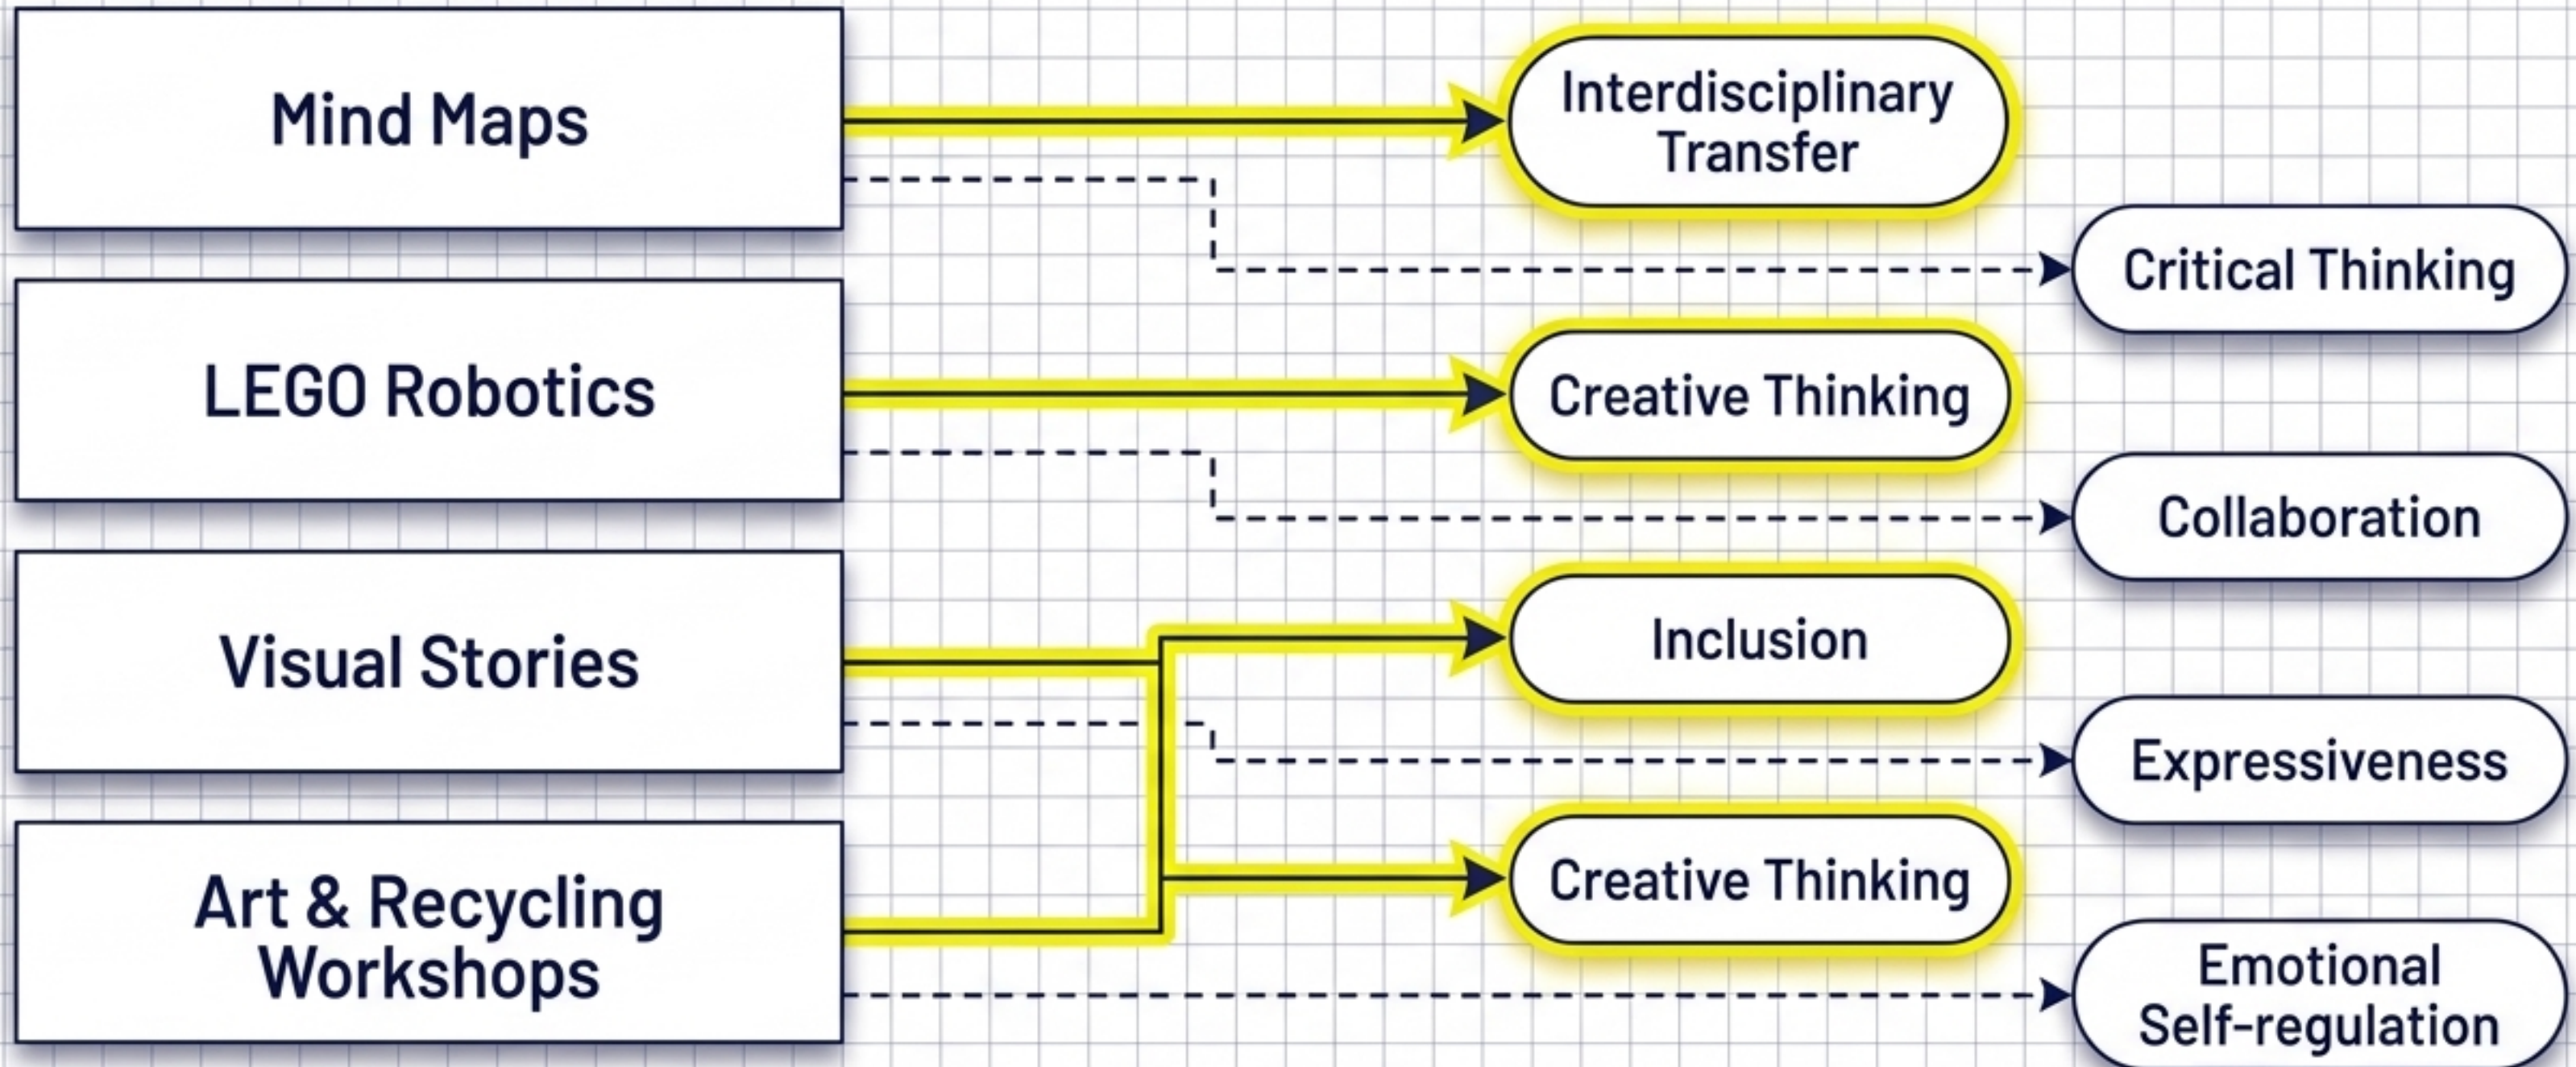 Mind Maps
Interdisciplinary
Transfer
Critical Thinking
LEGO Robotics
Creative Thinking
Collaboration
Visual Stories
Inclusion
Expressiveness
Art & Recycling
Workshops
Creative Thinking
Emotional
Self-regulation